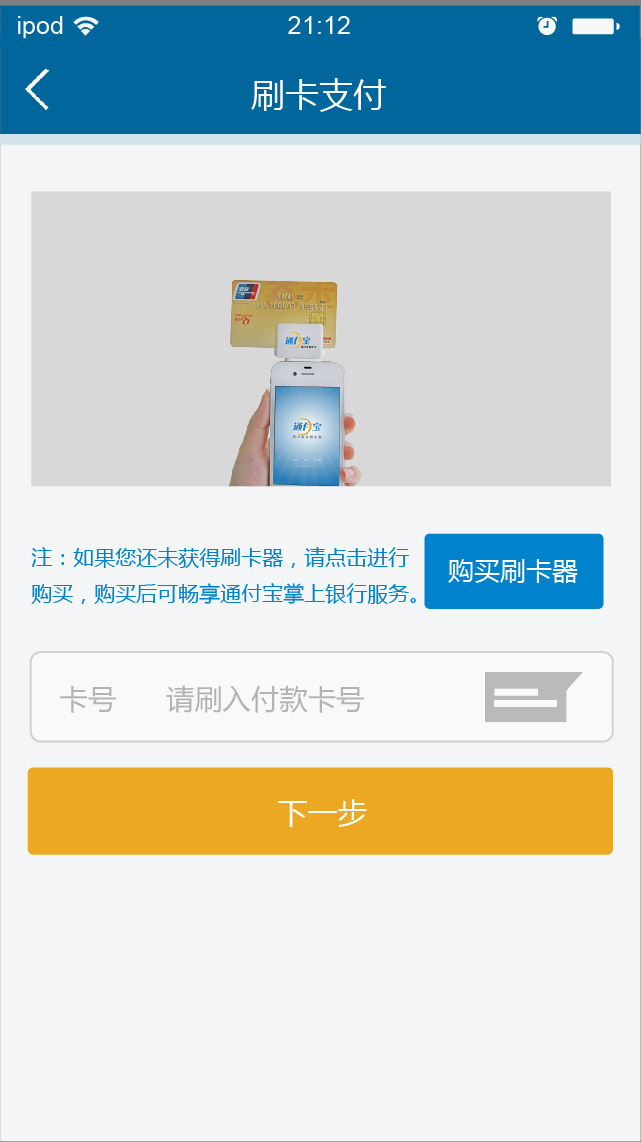 ipod
21:12
刷卡支付
通付宝
通付宝
注：如果您还未获得刷卡器，请点击进行
购买，购买后可畅享通付宝掌上银行服务。
购买刷卡器
卡号
请刷入付款卡号
下一步